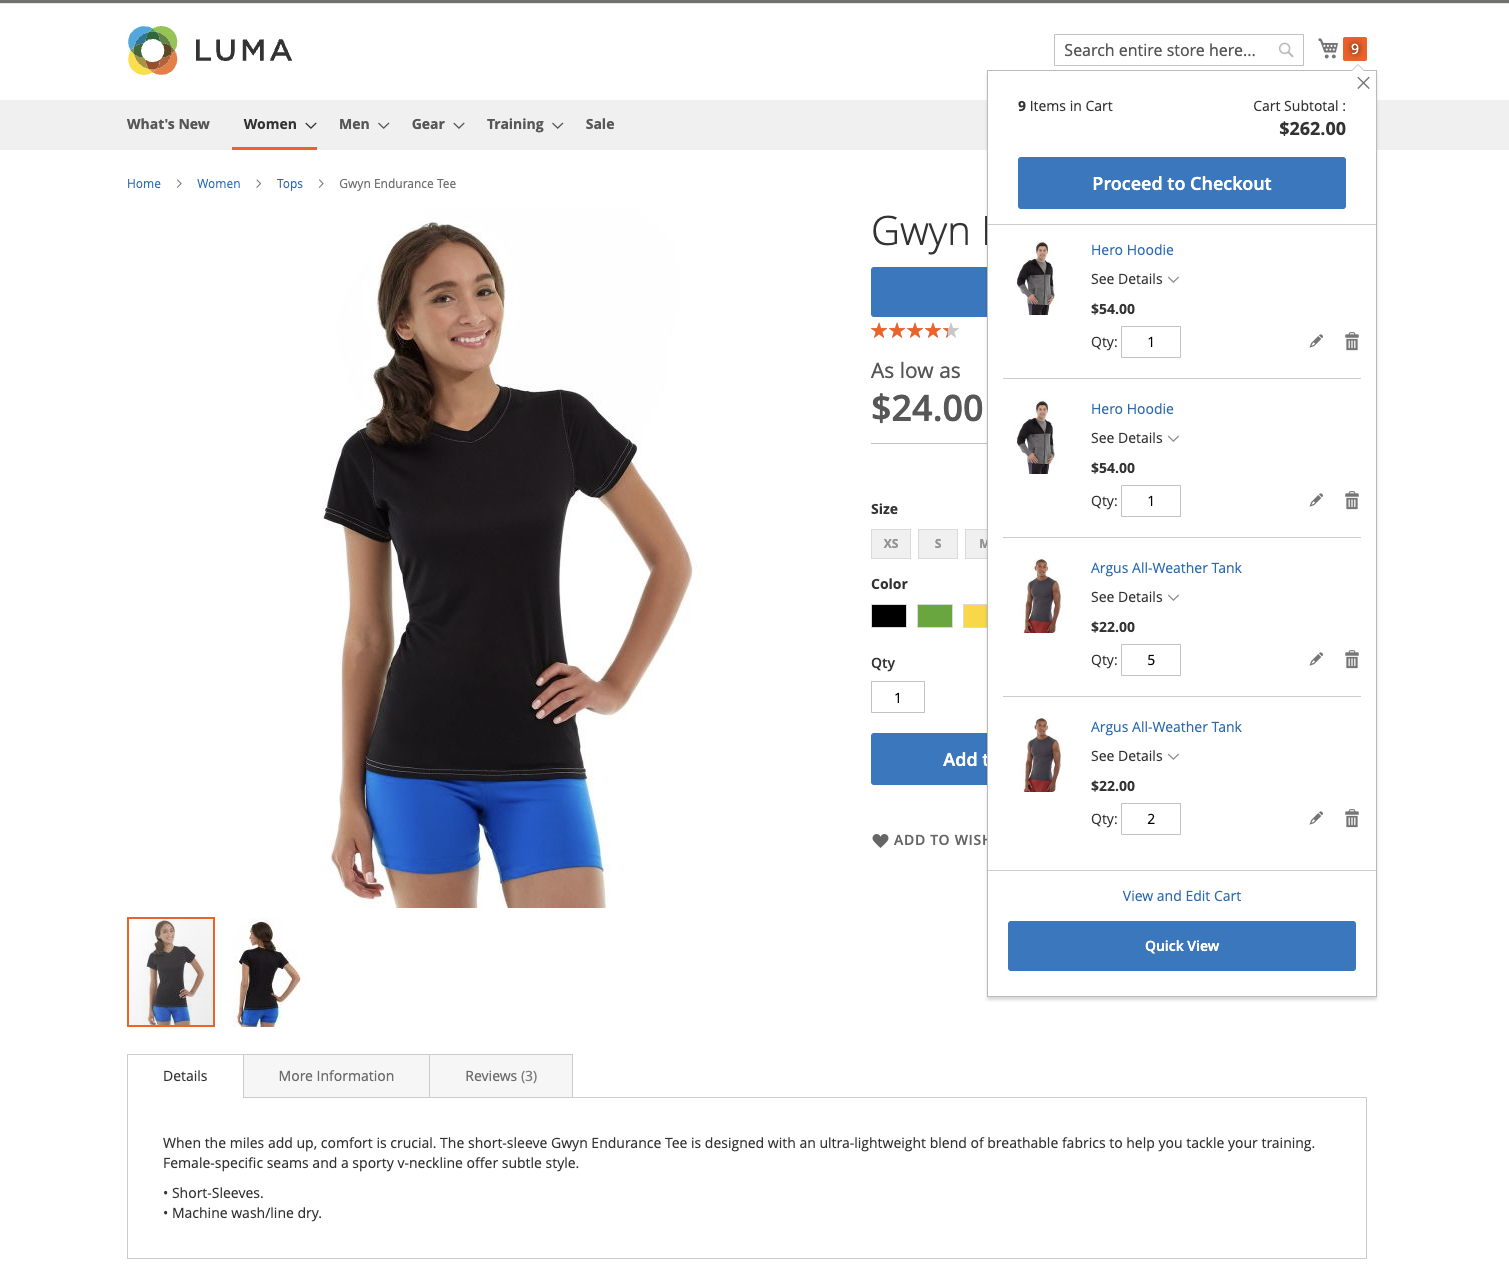 LUMA
Search entire store here...
9
What's New Women Men Gear Training Sale
9 Items in Cart
Cart Subtotal :
$262.00
Proceed to Checkout
Home Women Tops Gwyn Endurance Tee
Gwyn
As low as
$24.00
Size
XS S M
Color
Qty
1
Add t
ADD TO WISH
Hero Hoodie
See Details
$54.00
Qty: 1
Hero Hoodie
See Details
$54.00
Qty: 1
Argus All-Weather Tank
See Details
$22.00
Qty: 5
Argus All-Weather Tank
See Details
$22.00
Qty: 2
View and Edit Cart
Quick View
Details More Information Reviews (3)
When the miles add up, comfort is crucial. The short-sleeve Gwyn Endurance Tee is designed with an ultra-lightweight blend of breathable fabrics to help you tackle your training.
Female-specific seams and a sporty v-neckline offer subtle style.
• Short-Sleeves.
• Machine wash/line dry.